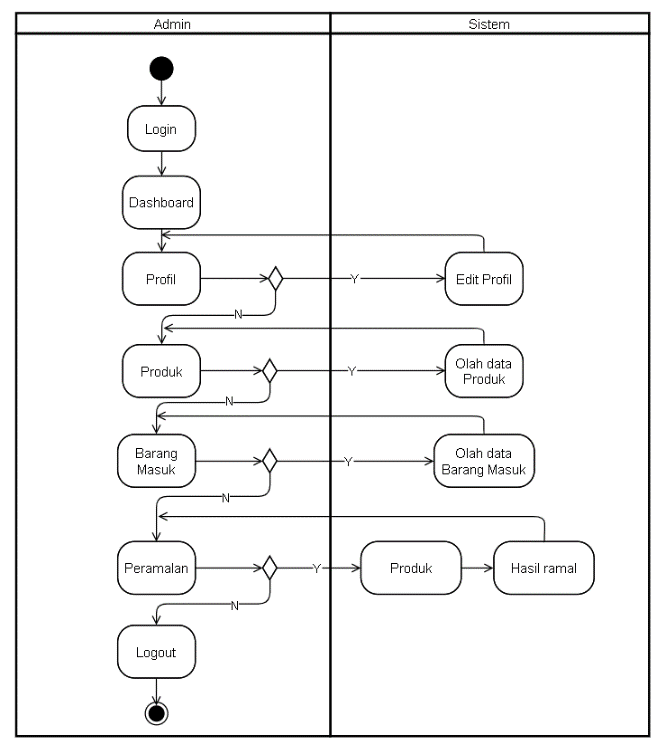 Admin
Sistem
Login
Dashboard
Profil
Y
Edit Profil
N
Produk
Y
Olah data
Produk
N
Barang
Masuk
Y
Olah data
Barang Masuk
N
Peramalan
Y
Produk
Hasil ramal
N
Logout